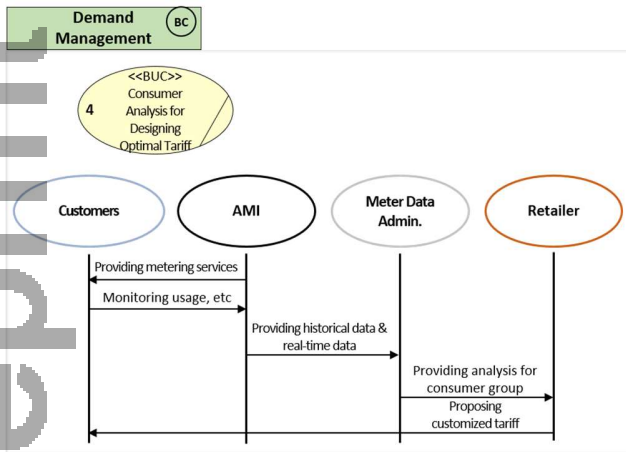 Demand
Management
BC
<<BUC>>
4
Consumer
Analysis for
Designing
Optimal Tariff
Customers
AMI
Meter Data
Admin.
Retailer
Providing metering services
Monitoring usage, etc
Providing historical data &
real-time data
Providing analysis for
consumer group
Proposing
customized tariff